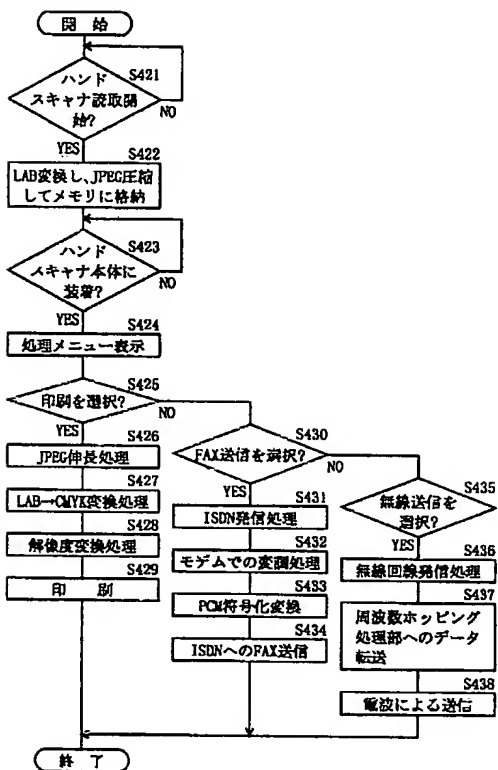 開 始
S421
ハンド
スキャナ読取開
始?
NO
YES
S422
LAB変換し、JPEG圧縮
してメモリに格納
S423
ハンド
スキャナ本体に
装着?
NO
YES
S424
処理メニュー表示
S425
印刷を選択?
NO
YES
S426
JPEG伸長処理
S427
LAB→CMYK変換処理
S428
解像度変換処理
S429
印 刷
S430
FAX送信を選択?
NO
YES
S431
ISDN発信処理
S432
モデムでの変調処理
S433
PCM符号化変換
S434
ISDNへのFAX送信
S435
無線送信を
選択?
YES
S436
無線回線発信処理
S437
周波数ホッピング
処理部へのデータ
転送
S438
電波による送信
終 了